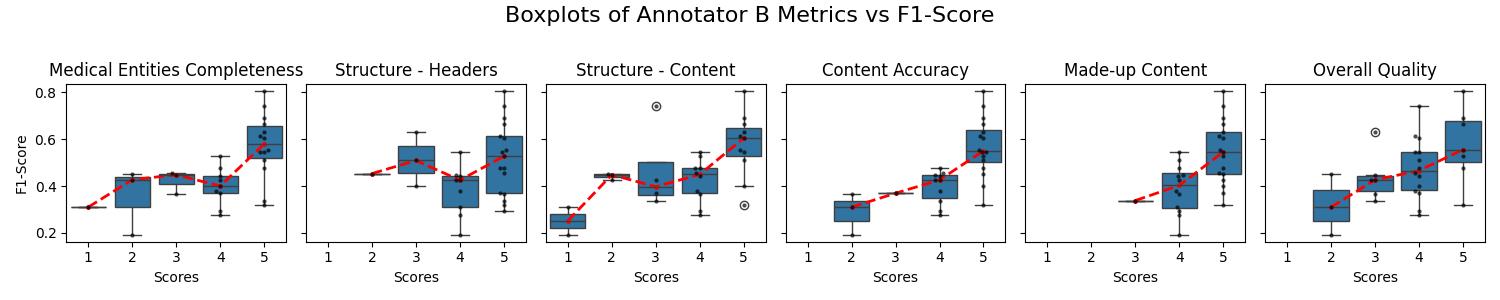 Boxplots of Annotator B Metrics vs F1-Score
Medical Entities Completeness
Structure - Headers
Structure - Content
Content Accuracy
Made-up Content
Overall Quality
F1-Score
0.8
0.6
0.4
0.2
1 2 3 4 5
1 2 3 4 5
1 2 3 4 5
1 2 3 4 5
1 2 3 4 5
1 2 3 4 5
Scores
Scores
Scores
Scores
Scores
Scores